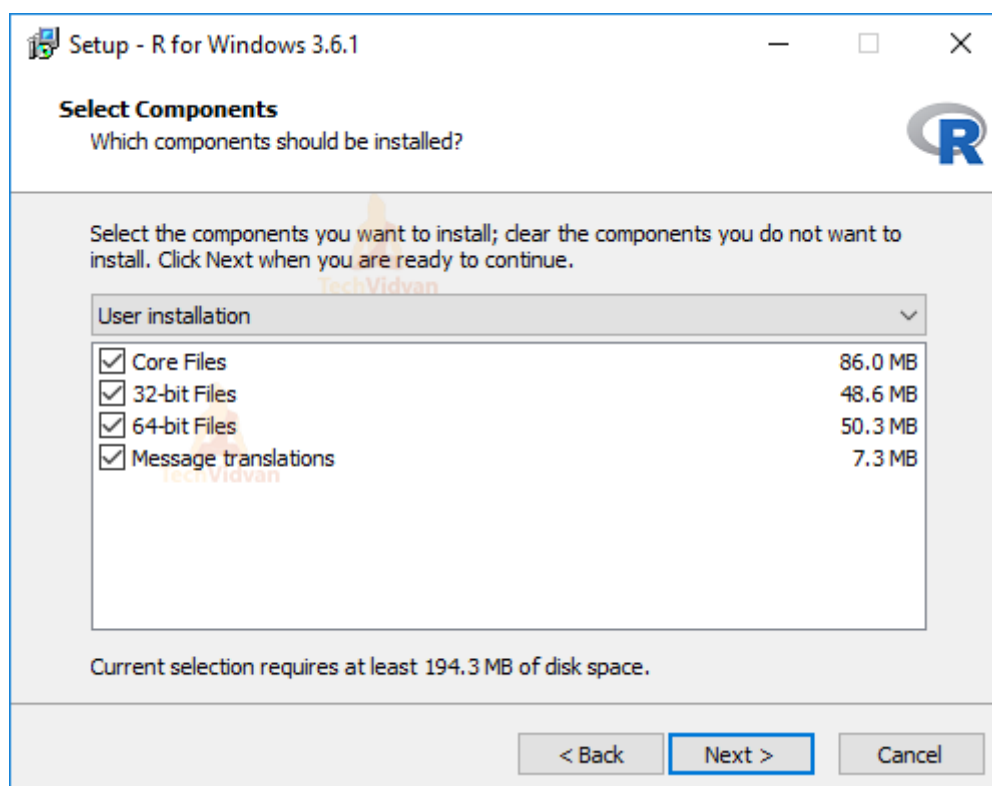 Setup - R for Windows 3.6.1
Select Components
Which components should be installed?
R
Select the components you want to install; clear the components you do not want to
install. Click Next when you are ready to continue.
TechVidvan
User installation
Core Files 86.0 MB
32-bit Files 48.6 MB
64-bit Files 50.3 MB
Message translations 7.3 MB
TechVidvan
Current selection requires at least 194.3 MB of disk space.
< Back Next > Cancel